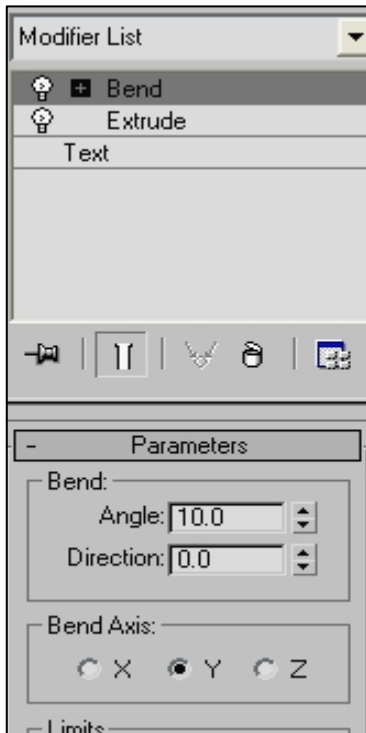 Modifier List
Bend
Extrude
Text
- Parameters
Bend:
Angle: 10.0
Direction: 0.0
Bend Axis:
X Y Z
Limits